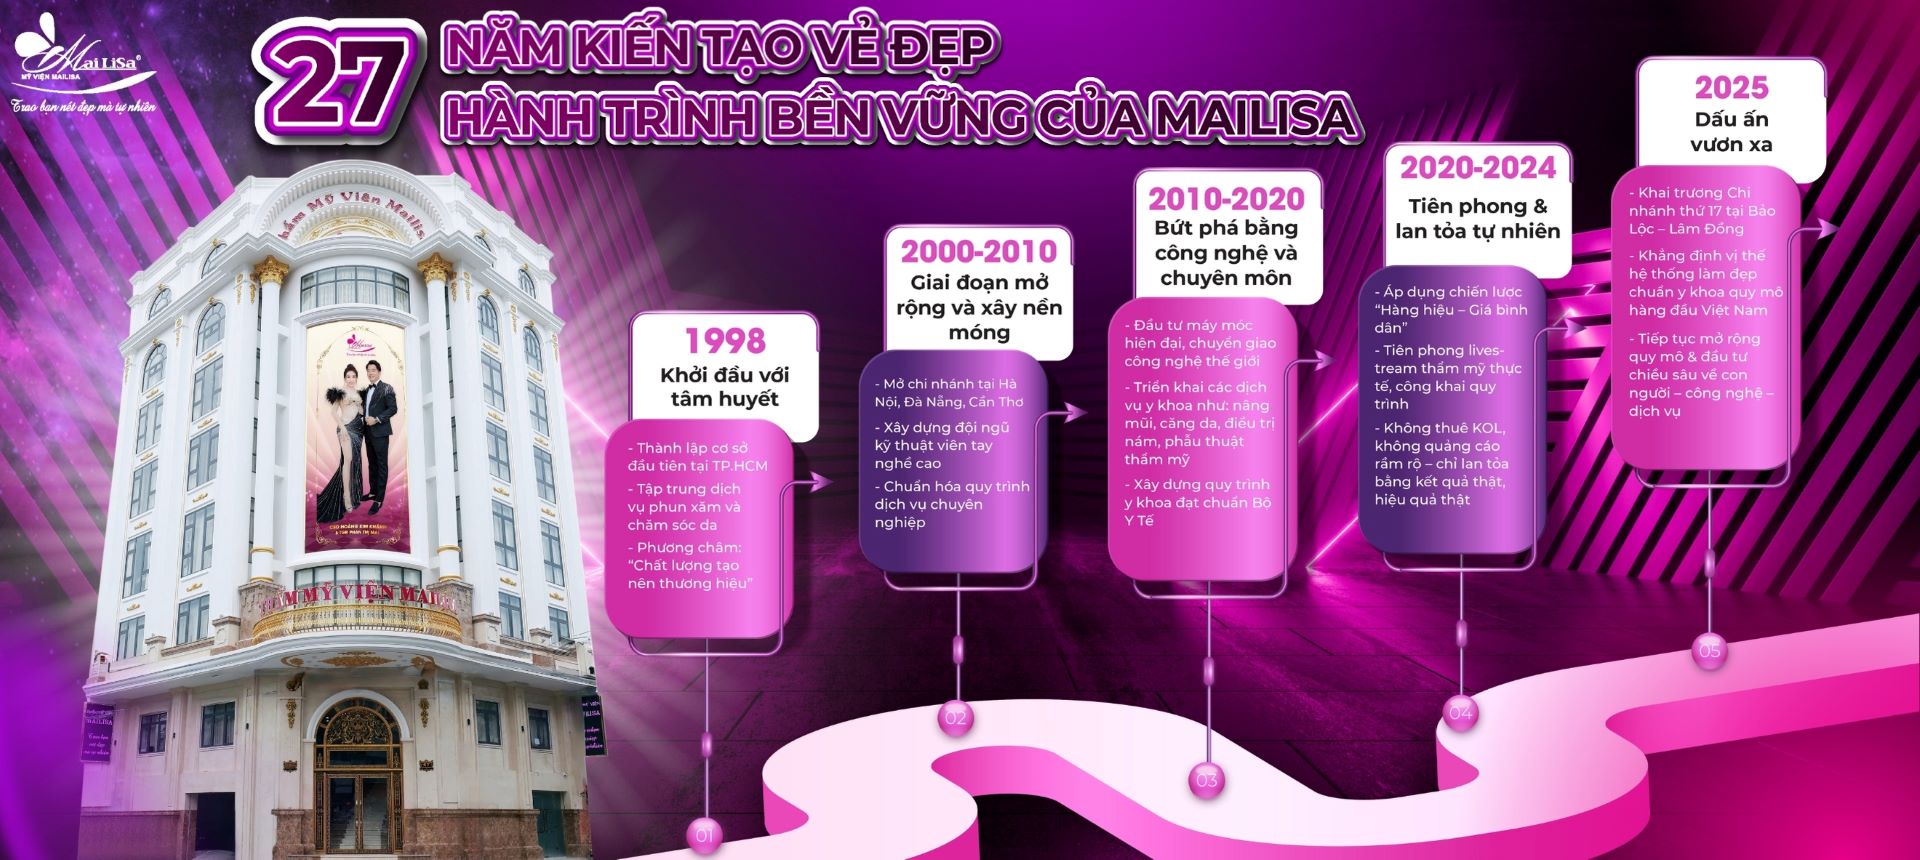 MaiLiSa®
MỸ VIỆN MAILISA
Trao bạn nét đẹp mà tự nhiên
27
NĂM KIẾN TẠO VẺ ĐẸP
HÀNH TRÌNH BỀN VỮNG CỦA MAILISA
Mỹ Viện Mailis
CEO HOÀNG KIM KHÁNH
THẨM MỸ VIỆN MAILI
MAILISA
1998
Khởi đầu với
tâm huyết
- Thành lập cơ sở
đầu tiên tại TP.HCM
- Tập trung dịch
vụ phun xăm và
chăm sóc da
- Phương châm:
“Chất lượng tạo
nên thương hiệu”
01
2000-2010
Giai đoạn mở
rộng và xây nền
móng
- Mở chi nhánh tại Hà
Nội, Đà Nẵng, Cần Thơ
- Xây dựng đội ngũ
kỹ thuật viên tay
nghề cao
- Chuẩn hóa quy trình
dịch vụ chuyên
nghiệp
02
2010-2020
Bứt phá bằng
công nghệ và
chuyên môn
- Đầu tư máy móc
hiện đại, chuyển giao
công nghệ thế giới
- Triển khai các dịch
vụ y khoa như: nâng
mũi, căng da, điều trị
nám, phẫu thuật
thẩm mỹ
- Xây dựng quy trình
y khoa đạt chuẩn Bộ
Y Tế
03
2020-2024
Tiên phong &
lan tỏa tự nhiên
- Áp dụng chiến lược
“Hàng hiệu – Giá bình
dân”
- Tiên phong lives-
tream thẩm mỹ thực
tế, công khai quy
trình
- Không thuê KOL,
không quảng cáo
rầm rộ – chỉ lan tỏa
bằng kết quả thật,
hiệu quả thật
04
2025
Dấu ấn
vươn xa
- Khai trương Chi
nhánh thứ 17 tại Bảo
Lộc – Lâm Đồng
- Khẳng định vị thế
hệ thống làm đẹp
chuẩn y khoa quy mô
hàng đầu Việt Nam
- Tiếp tục mở rộng
quy mô & đầu tư
chiều sâu về con
người – công nghệ –
dịch vụ
05